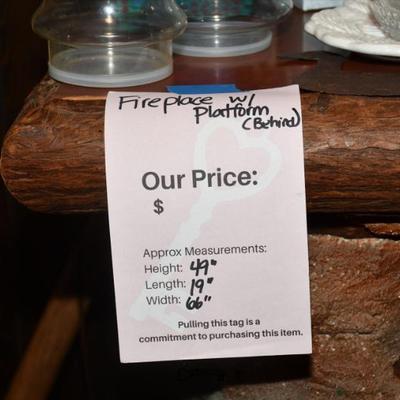 Fireplace w/
Platform
(Behind)
Our Price:
$
Approx Measurements:
Height: 49"
Length: 19"
Width: 66"
Pulling this tag is a
commitment to purchasing this item.